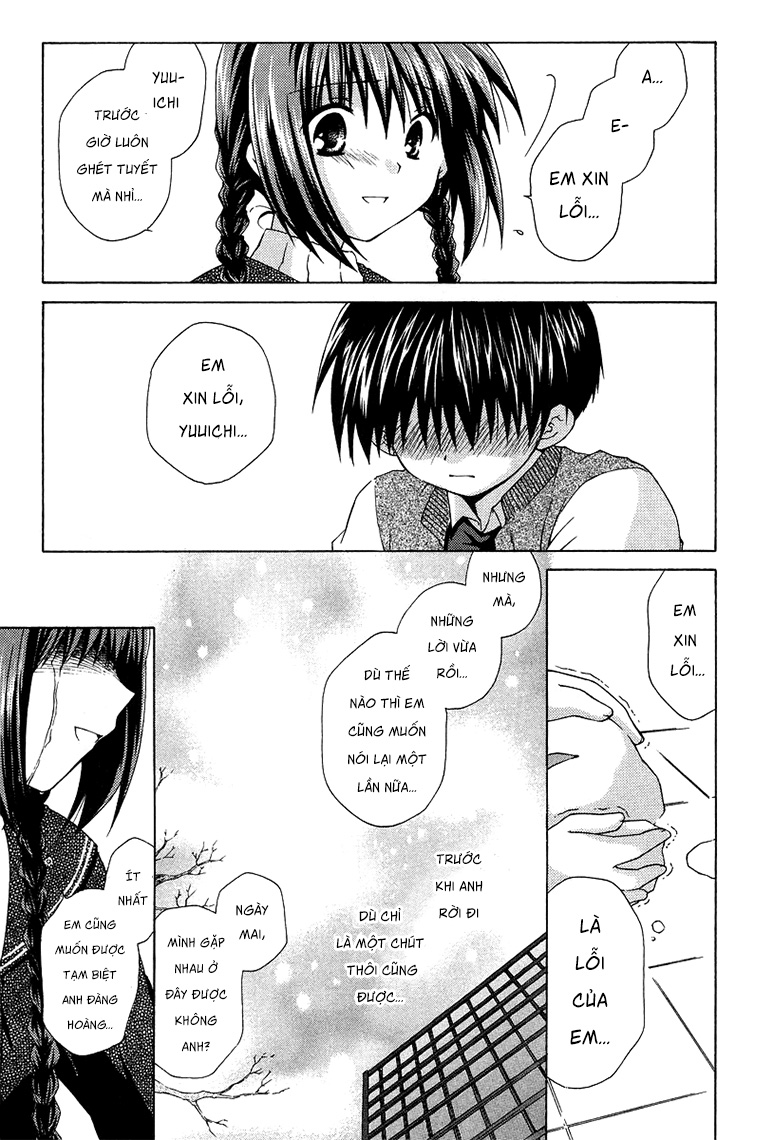 A...
E-
EM XIN
LỖI...
YUU-
ICHI
TRƯỚC
GIỜ LUÔN
GHÉT TUYẾT
MÀ NHỈ...
EM
XIN LỖI,
YUUICHI...
EM
XIN
LỖI...
LÀ
LỖI
CỦA
EM...
NHƯNG
MÀ,
NHỮNG
LỜI VỪA
RỒI...
DÙ THẾ
NÀO THÌ EM
CŨNG MUỐN
NÓI LẠI MỘT
LẦN NỮA...
TRƯỚC
KHI ANH
RỜI ĐI
DÙ CHỈ
LÀ MỘT CHÚT
THÔI CŨNG
ĐƯỢC...
NGÀY
MAI,
MÌNH GẶP
NHAU Ở
ĐÂY ĐƯỢC
KHÔNG
ANH?
ÍT
NHẤT
EM CŨNG
MUỐN ĐƯỢC
TẠM BIỆT
ANH ĐÀNG
HOÀNG...